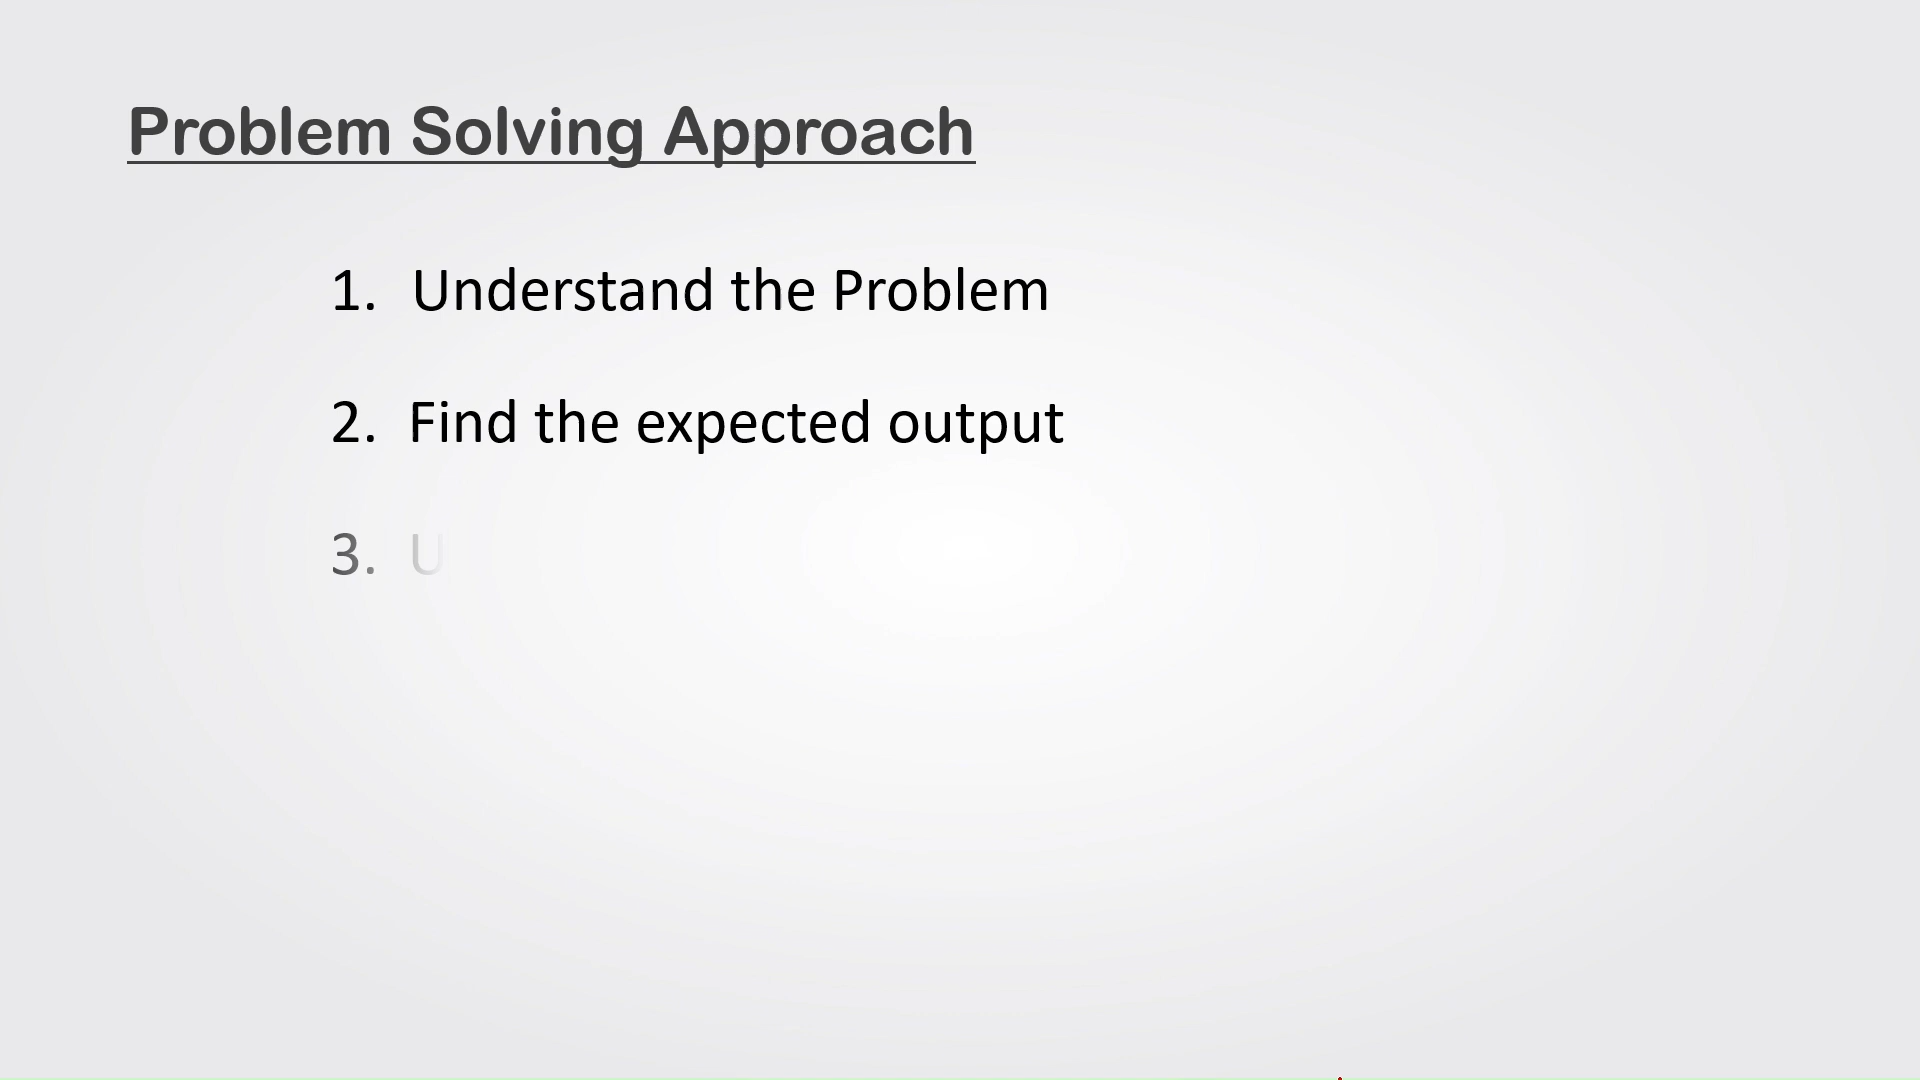 Problem Solving Approach
1. Understand the Problem
2. Find the expected output
3. U